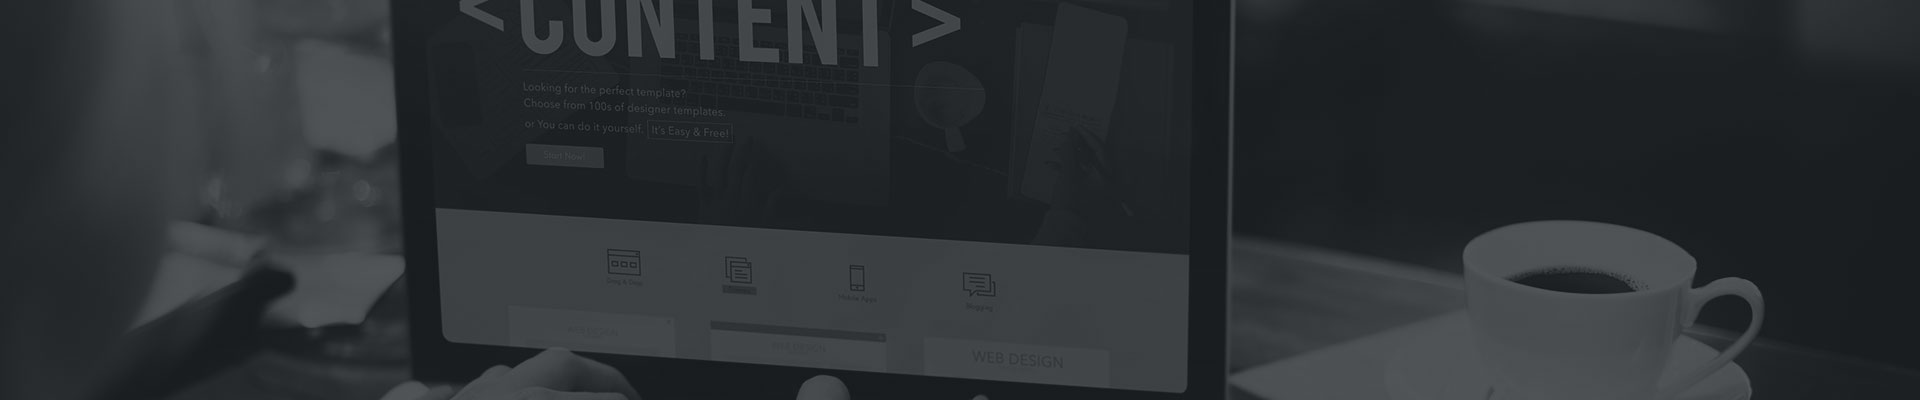 <CONTENT>
Looking for the perfect template?
Choose from 100s of designer templates.
or You can do it yourself. It's Easy & Free!
Start Now!
Drag & Drop
Mobile Apps
Blogging
WEB DESIGN
WEB DESIGN
WEB DESIGN